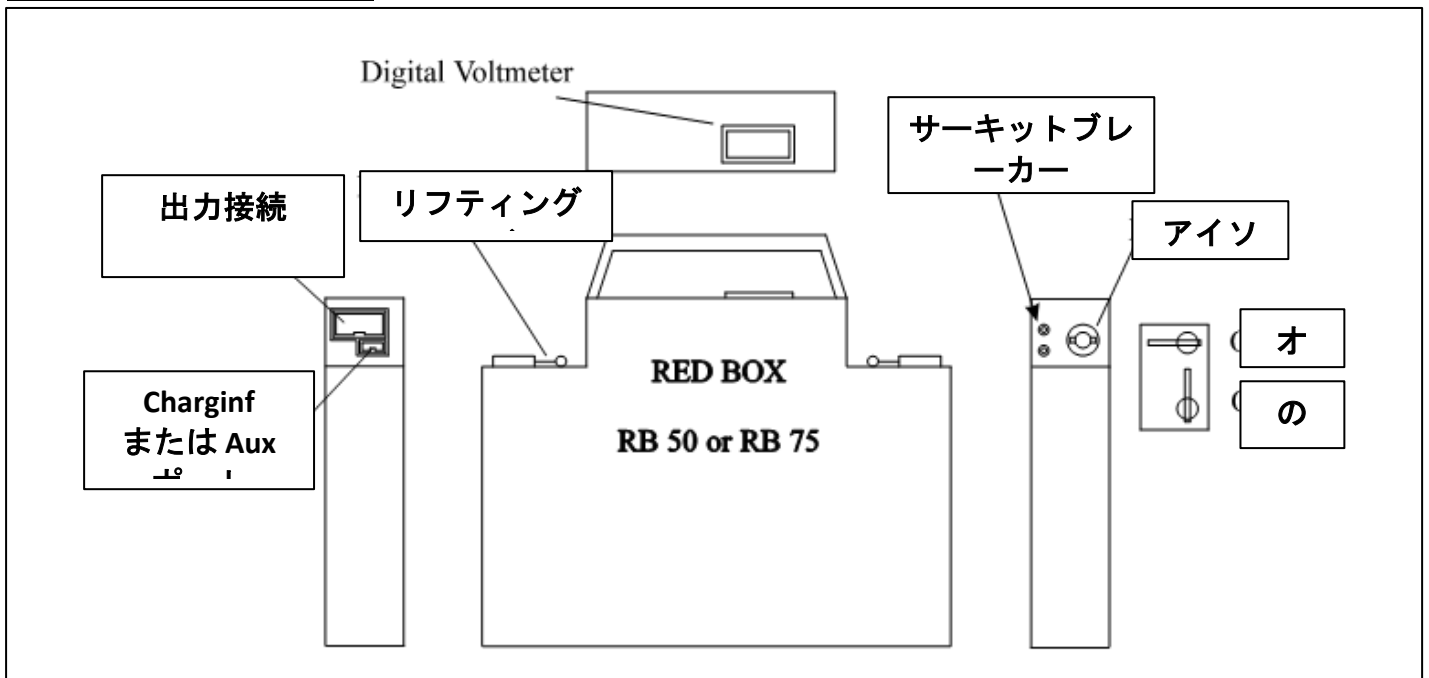 Digital Voltmeter
サーキットブレ
ーカー
出力接続
リフティング
アイソ
オ
の
Charginf
または Aux
RED BOX
RB 50 or RB 75